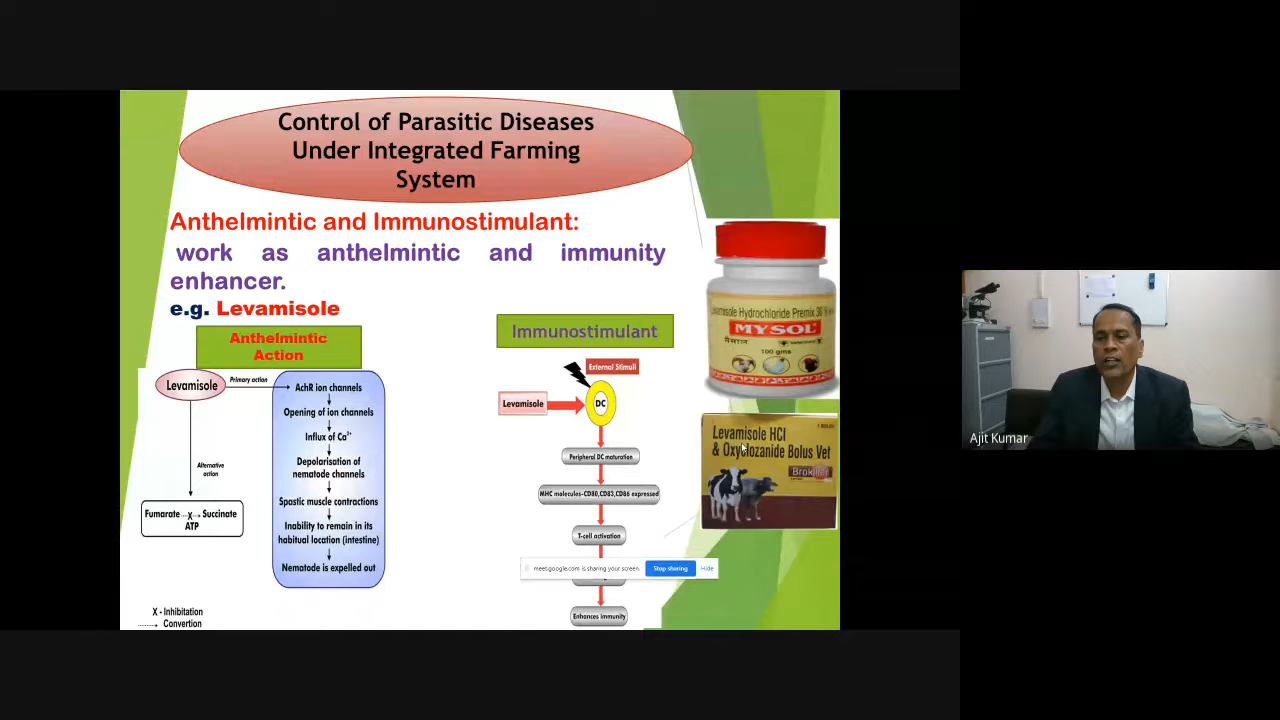 Control of Parasitic Diseases
Under Integrated Farming
System
Anthelmintic and Immunostimulant:
work as anthelmintic and immunity
enhancer.
e.g. Levamisole
Anthelmintic
Action
Levamisole
Primary action
AchR ion channels
Opening of ion channels
Influx of Ca²⁺
Depolarisation of
nematode channels
Spastic muscle contractions
Inability to remain in its
habitual location (intestine)
Nematode is expelled out
Alternative
action
Fumarate X Succinate
ATP
X - Inhibitation
Convertion
Immunostimulant
External Stimuli
Levamisole
DC
Peripheral DC maturation
MHC molecules-CD80,CD83,CD86 expressed
T-cell activation
meet.google.com is sharing your screen.
Stop sharing
Hide
Enhances immunity
Levamisole Hydrochloride Premix 30 %
MYSOL
100 gms
Levamisole HCl
& Oxyclozanide Bolus Vet
Ajit Kumar